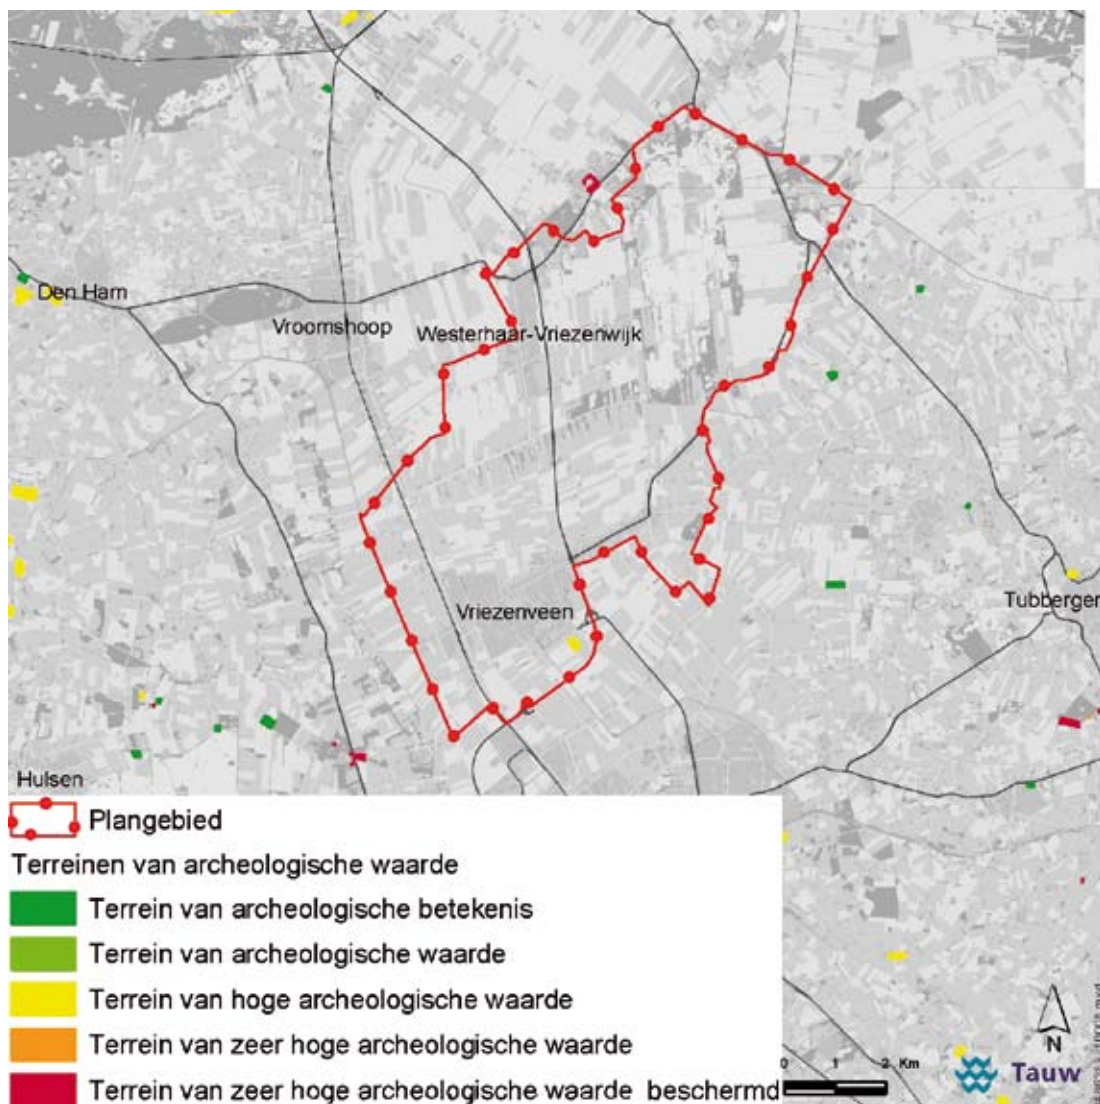 Den Ham
Vroomshoop
Westerhaar-Vriezenwijk
Vriezenveen
Tubbergen
Hulsen
Plangebied
Terreinen van archeologische waarde
Terrein van archeologische betekenis
Terrein van archeologische waarde
Terrein van hoge archeologische waarde
Terrein van zeer hoge archeologische waarde
Terrein van zeer hoge archeologische waarde beschermd
0 1 2 Km
N
Tauw